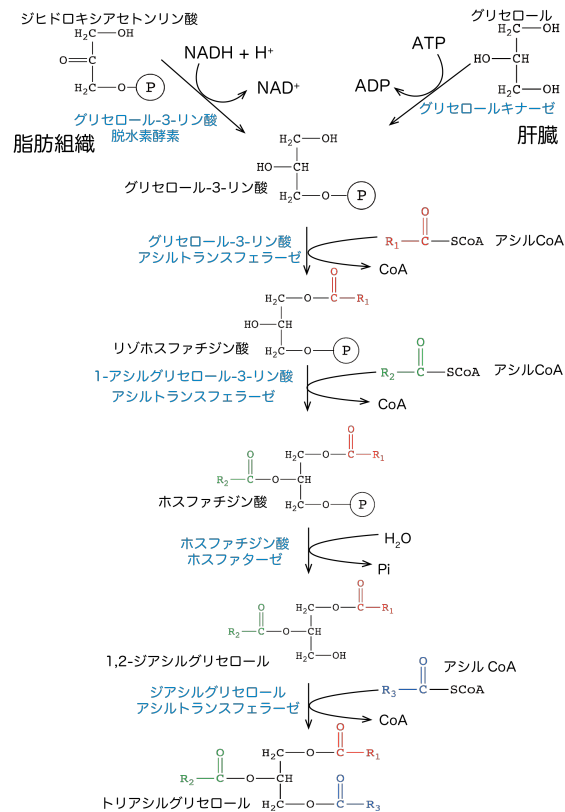 ジヒドロキシアセトンリン酸
グリセロール
H₂C—OH
O=C
H₂C—O—P
NADH + H⁺
NAD⁺
ATP
ADP
H₂C—OH
HO—CH
H₂C—OH
グリセロール-3-リン酸
脱水素酵素
グリセロールキナーゼ
脂肪組織
肝臓
H₂C—OH
HO—CH
H₂C—O—P
グリセロール-3-リン酸
グリセロール-3-リン酸
アシルトランスフェラーゼ
O
R₁—C—SCoA
アシルCoA
CoA
O
H₂C—O—C—R₁
HO—CH
H₂C—O—P
リゾホスファチジン酸
1-アシルグリセロール-3-リン酸
アシルトランスフェラーゼ
O
R₂—C—SCoA
アシルCoA
CoA
O
H₂C—O—C—R₁
O
R₂—C—O—CH
H₂C—O—P
ホスファチジン酸
ホスファチジン酸
ホスファターゼ
H₂O
Pi
O
H₂C—O—C—R₁
O
R₂—C—O—CH
H₂C—OH
1,2-ジアシルグリセロール
ジアシルグリセロール
アシルトランスフェラーゼ
O
R₃—C—SCoA
アシル CoA
CoA
O
H₂C—O—C—R₁
O
R₂—C—O—CH
O
H₂C—O—C—R₃
トリアシルグリセロール